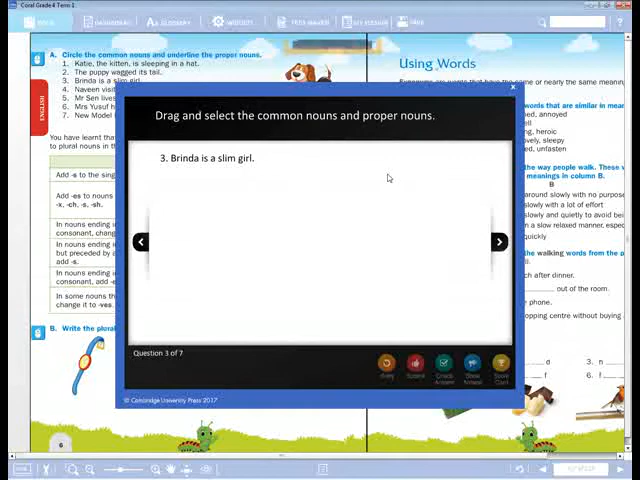 Coral Grade 4 Term 1
GLOSSARY
A. Circle the common nouns and underline the proper nouns.
1. Katie, the kitten, is sleeping in a hat.
2. The puppy wagged its tail.
3. Brinda is a slim girl.
4. Naveen visit
5. Mr Sen lives
6. Mrs Yusuf h
7. New Model
ENGLISH
You have learnt that
to plural nouns in th
Add -s to the sing
Add -es to nouns
-x, -ch, -s, -sh.
In nouns ending i
consonant, chang
In nouns ending i
but preceded by a
add -s.
In nouns ending i
consonant, add -e
In some nouns th
change it to -ves
B. Write the plura
6
Using Words
Synonyms are words that have the same or nearly the same meanin
words that are similar in mean
ned, annoyed
ell
ng, heroic
ovely, sleepy
ed, unfasten
the way people walk. These
meanings in column B.
B
around slowly with no purpose
slowly with a lot of effort
slowly and quietly to avoid bei
n a slow relaxed manner, espe
quickly
the walking words from the p
ch after dinner.
out of the room.
phone.
opping centre without buying
d
3. n
f
6. f
x
Drag and select the common nouns and proper nouns.
3. Brinda is a slim girl.
Question 3 of 7
Retry
Submit
Check Answer
Show Answer
Score Card
© Cambridge University Press 2017